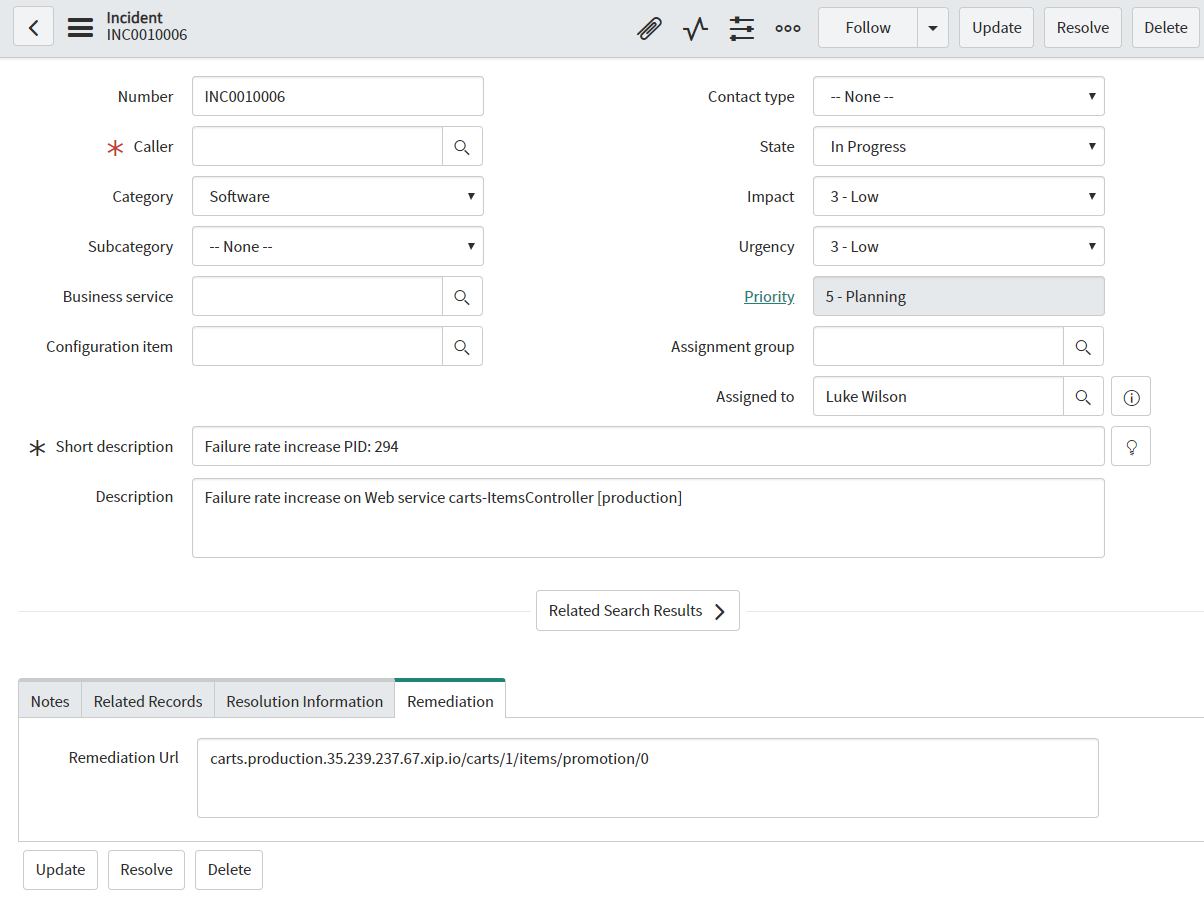 Incident
INC0010006
Follow
Update
Resolve
Delete
Number INC0010006
Caller
Category Software
Subcategory -- None --
Business service
Configuration item
Contact type -- None --
State In Progress
Impact 3 - Low
Urgency 3 - Low
Priority 5 - Planning
Assignment group
Assigned to Luke Wilson
Short description Failure rate increase PID: 294
Description Failure rate increase on Web service carts-ItemsController [production]
Related Search Results
Notes Related Records Resolution Information Remediation
Remediation Url carts.production.35.239.237.67.xip.io/carts/1/items/promotion/0
Update Resolve Delete